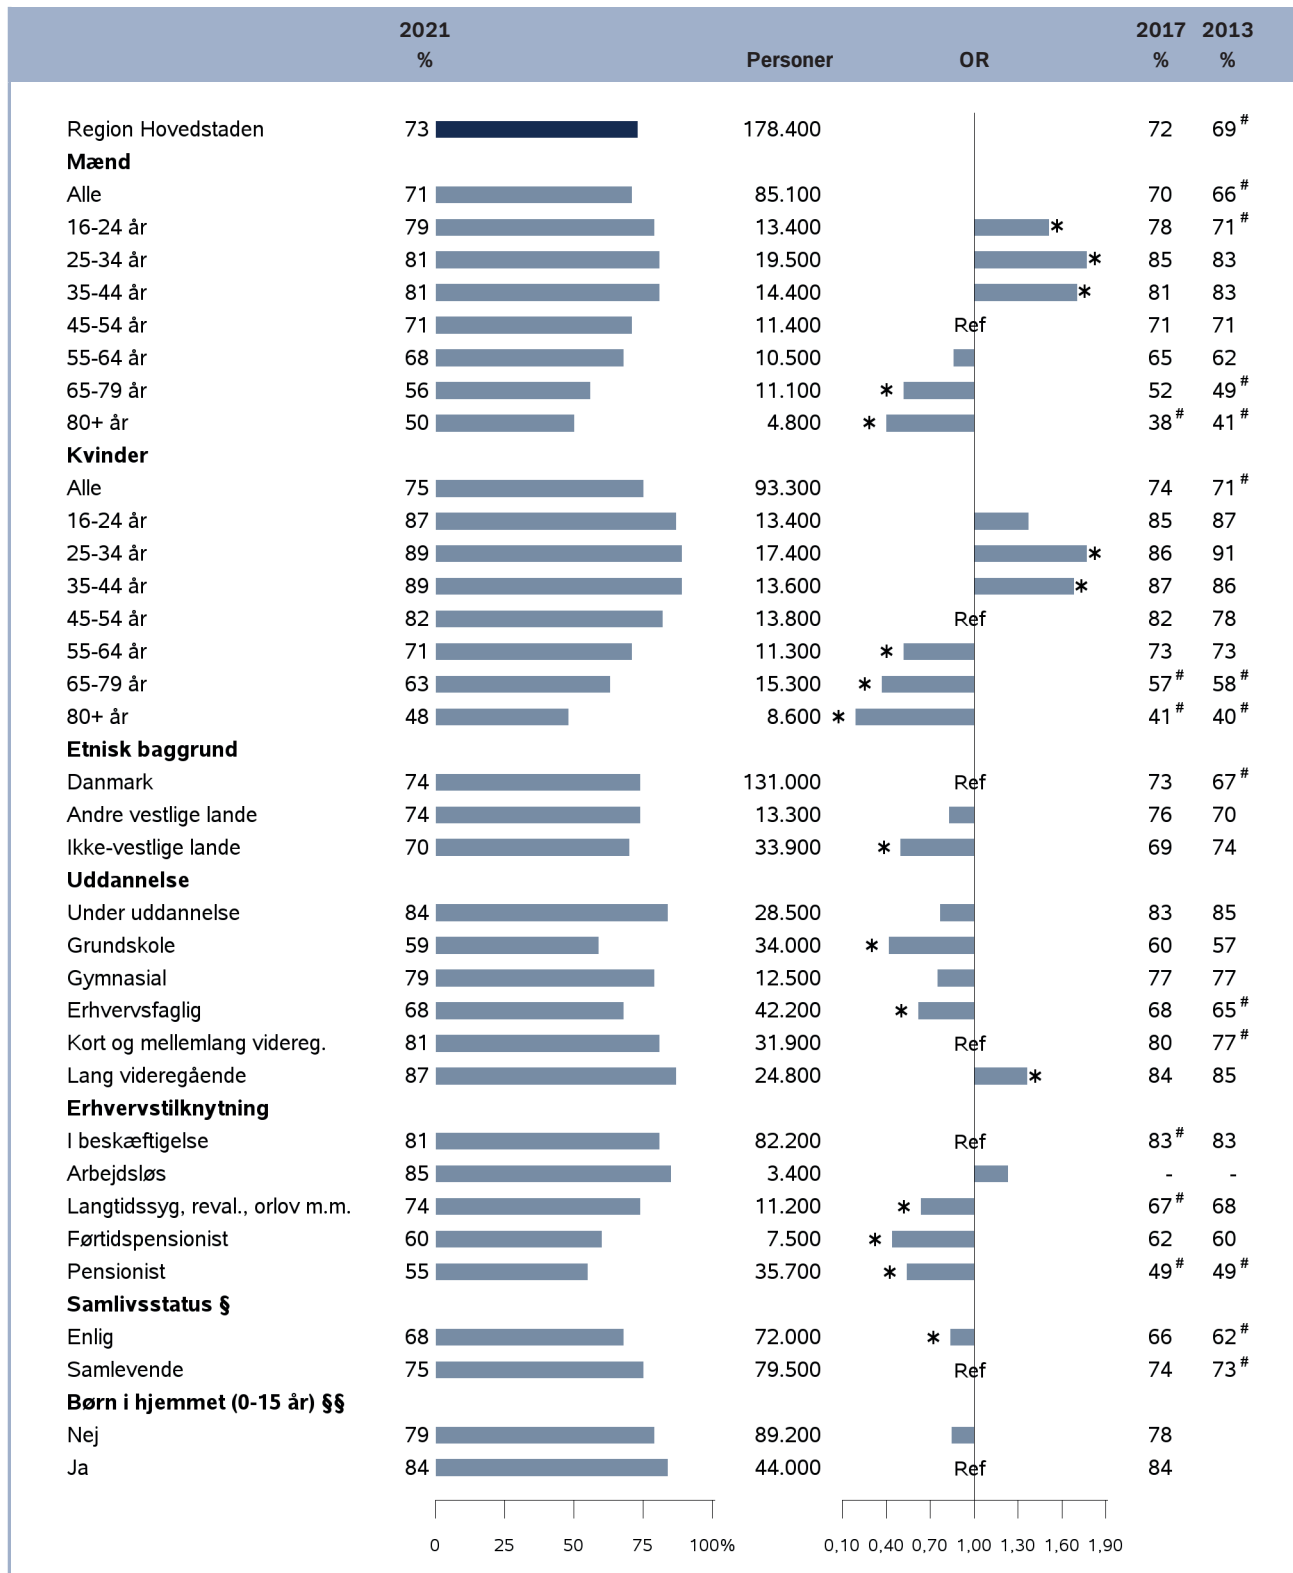 2021 2017 2013
% Personer OR % %
Region Hovedstaden 73 178.400 72 69#
Mænd
Alle 71 85.100 70 66#
16-24 år 79 13.400 * 78 71#
25-34 år 81 19.500 * 85 83
35-44 år 81 14.400 * 81 83
45-54 år 71 11.400 Ref 71 71
55-64 år 68 10.500 65 62
65-79 år 56 11.100 * 52 49#
80+ år 50 4.800 * 38# 41#
Kvinder
Alle 75 93.300 74 71#
16-24 år 87 13.400 85 87
25-34 år 89 17.400 * 86 91
35-44 år 89 13.600 * 87 86
45-54 år 82 13.800 Ref 82 78
55-64 år 71 11.300 * 73 73
65-79 år 63 15.300 * 57# 58#
80+ år 48 8.600 * 41# 40#
Etnisk baggrund
Danmark 74 131.000 Ref 73 67#
Andre vestlige lande 74 13.300 76 70
Ikke-vestlige lande 70 33.900 * 69 74
Uddannelse
Under uddannelse 84 28.500 83 85
Grundskole 59 34.000 * 60 57
Gymnasial 79 12.500 77 77
Erhvervsfaglig 68 42.200 * 68 65#
Kort og mellemlang videreg. 81 31.900 Ref 80 77#
Lang videregående 87 24.800 * 84 85
Erhvervstilknytning
I beskæftigelse 81 82.200 Ref 83# 83
Arbejdsløs 85 3.400 - -
Langtidssyg, reval., orlov m.m. 74 11.200 * 67# 68
Førtidspensionist 60 7.500 * 62 60
Pensionist 55 35.700 * 49# 49#
Samlivsstatus §
Enlig 68 72.000 * 66 62#
Samlevende 75 79.500 Ref 74 73#
Børn i hjemmet (0-15 år) §§
Nej 79 89.200 78
Ja 84 44.000 Ref 84
0 25 50 75 100% 0,10 0,40 0,70 1,00 1,30 1,60 1,90